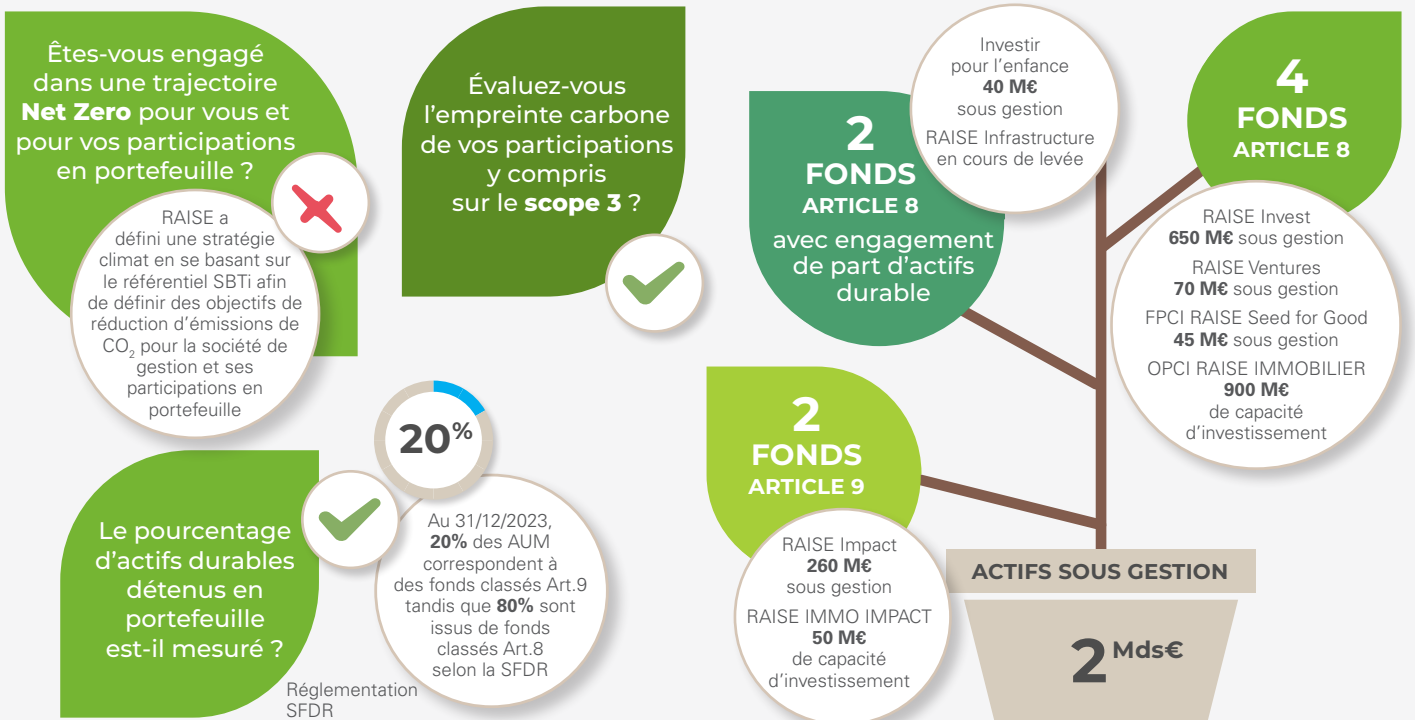 Êtes-vous engagé
dans une trajectoire
Net Zero pour vous et
pour vos participations
en portefeuille ?
RAISE a
défini une stratégie
climat en se basant sur
le référentiel SBTi afin
de définir des objectifs de
réduction d'émissions de
CO₂ pour la société de
gestion et ses
participations en
portefeuille
Évaluez-vous
l'empreinte carbone
de vos participations
y compris
sur le scope 3 ?
Le pourcentage
d'actifs durables
détenus en
portefeuille
est-il mesuré ?
20%
Au 31/12/2023,
20% des AUM
correspondent à
des fonds classés Art.9
tandis que 80% sont
issus de fonds
classés Art.8
selon la SFDR
Réglementation
SFDR
2
FONDS
ARTICLE 8
avec engagement
de part d'actifs
durable
Investir
pour l'enfance
40 M€
sous gestion
RAISE Infrastructure
en cours de levée
4
FONDS
ARTICLE 8
RAISE Invest
650 M€ sous gestion
RAISE Ventures
70 M€ sous gestion
FPCI RAISE Seed for Good
45 M€ sous gestion
OPCI RAISE IMMOBILIER
900 M€
de capacité
d'investissement
2
FONDS
ARTICLE 9
RAISE Impact
260 M€
sous gestion
RAISE IMMO IMPACT
50 M€
de capacité
d'investissement
ACTIFS SOUS GESTION
2 Mds€